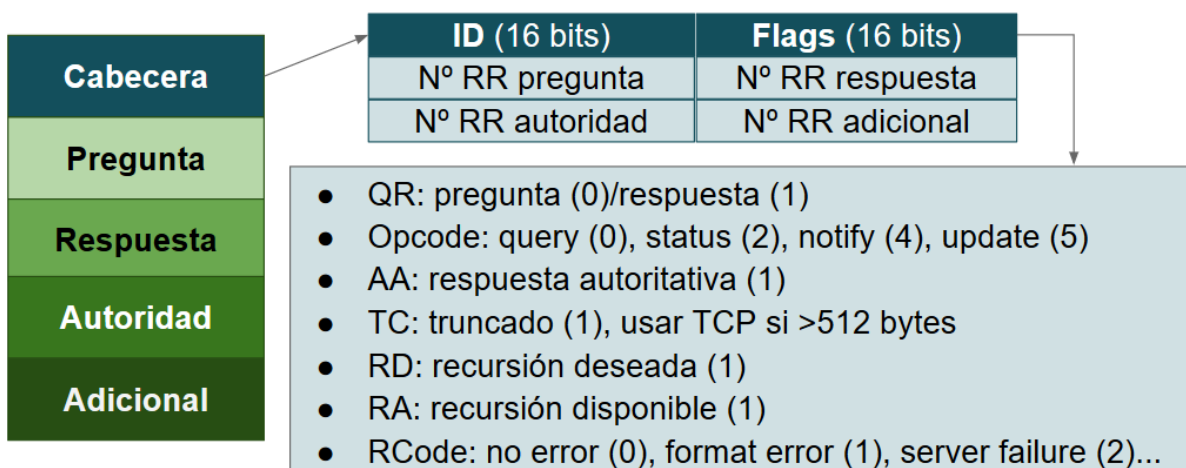 Cabecera
Pregunta
Respuesta
Autoridad
Adicional
ID (16 bits) Flags (16 bits)
Nº RR pregunta Nº RR respuesta
Nº RR autoridad Nº RR adicional
● QR: pregunta (0)/respuesta (1)
● Opcode: query (0), status (2), notify (4), update (5)
● AA: respuesta autoritativa (1)
● TC: truncado (1), usar TCP si >512 bytes
● RD: recursión deseada (1)
● RA: recursión disponible (1)
● RCode: no error (0), format error (1), server failure (2)...